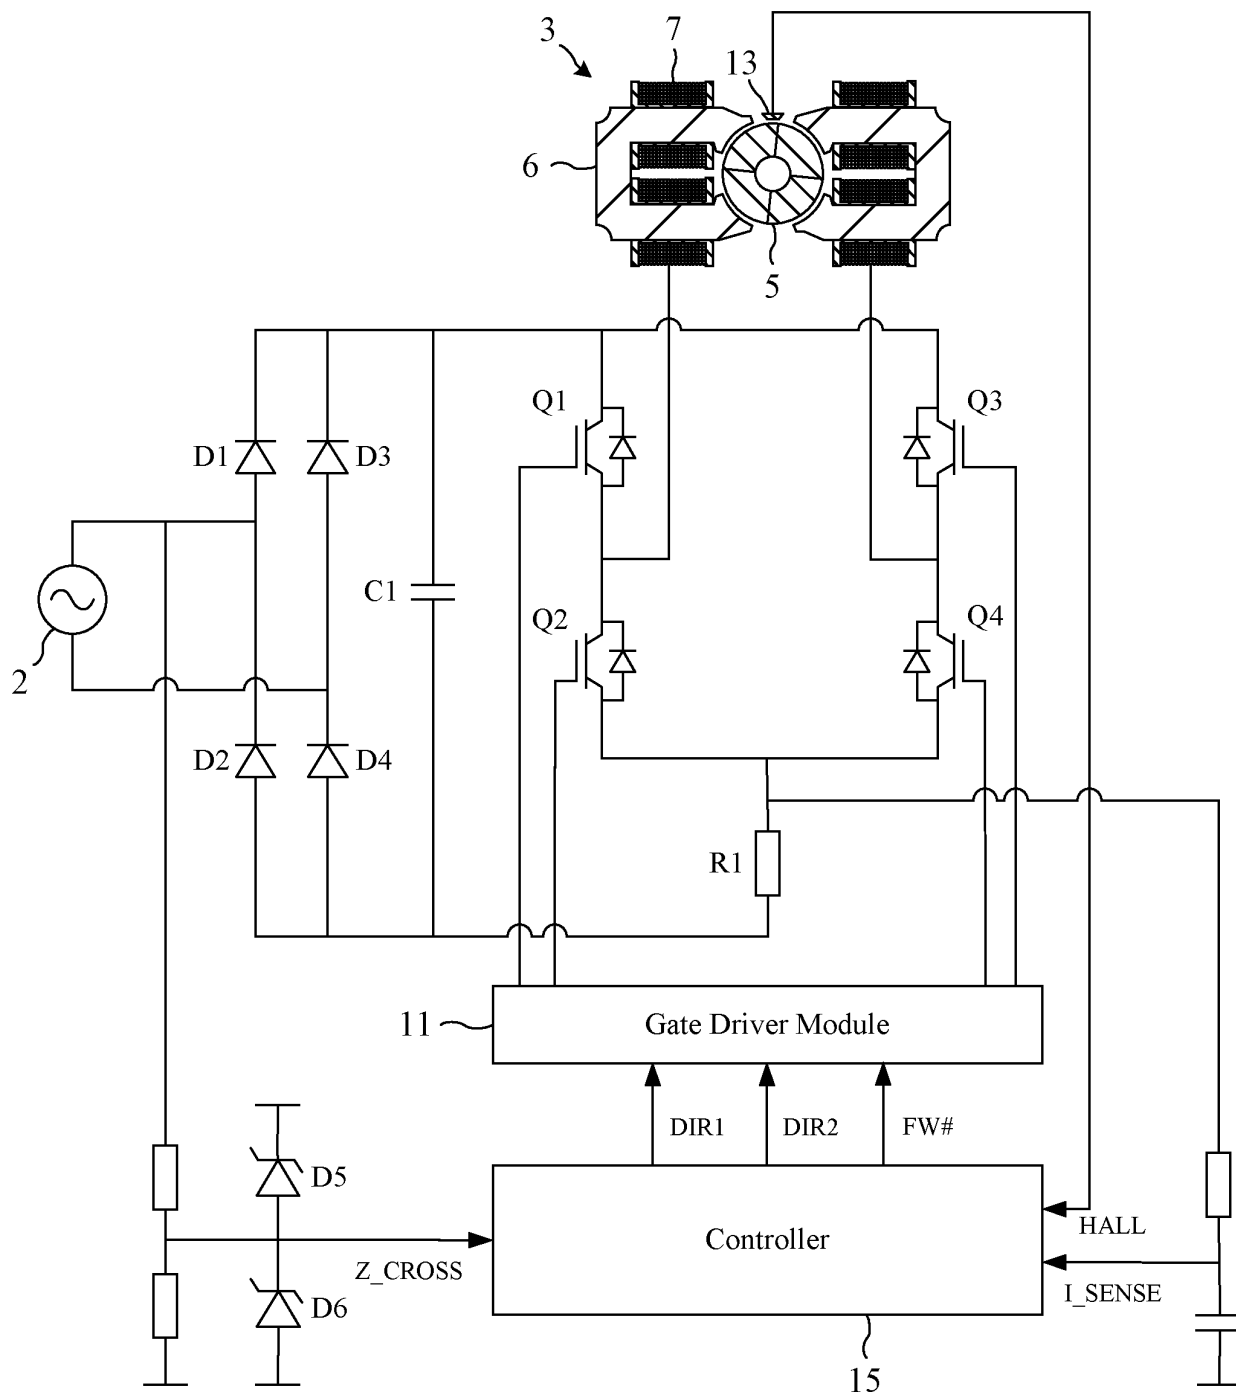 3
7
13
6
5
Q1
Q3
D1
D3
C1
Q2
Q4
2
D2
D4
R1
11
Gate Driver Module
DIR1
DIR2
FW#
D5
Controller
HALL
Z_CROSS
I_SENSE
D6
15